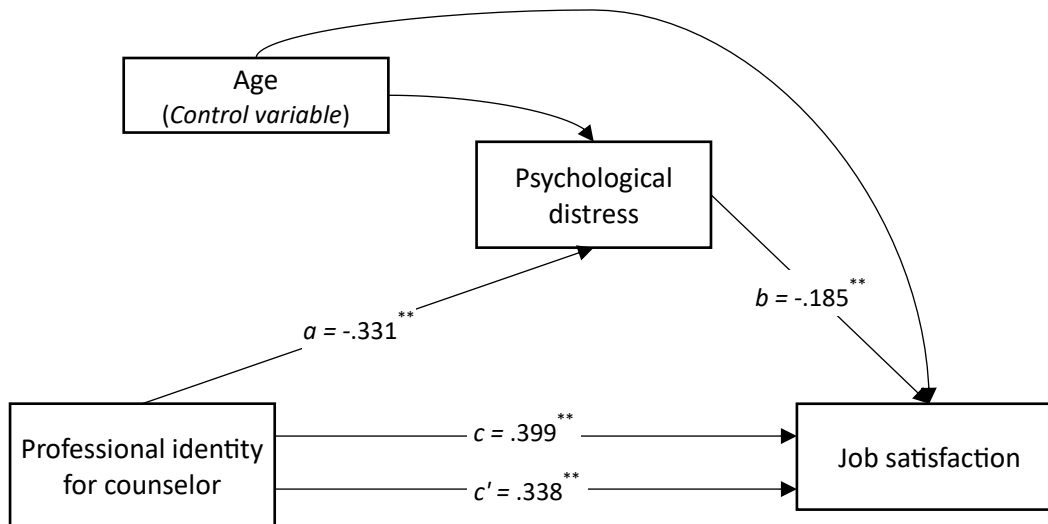 Age
(Control variable)
Psychological
distress
a = -.331**
b = -.185**
Professional identity
for counselor
c = .399**
c' = .338**
Job satisfaction